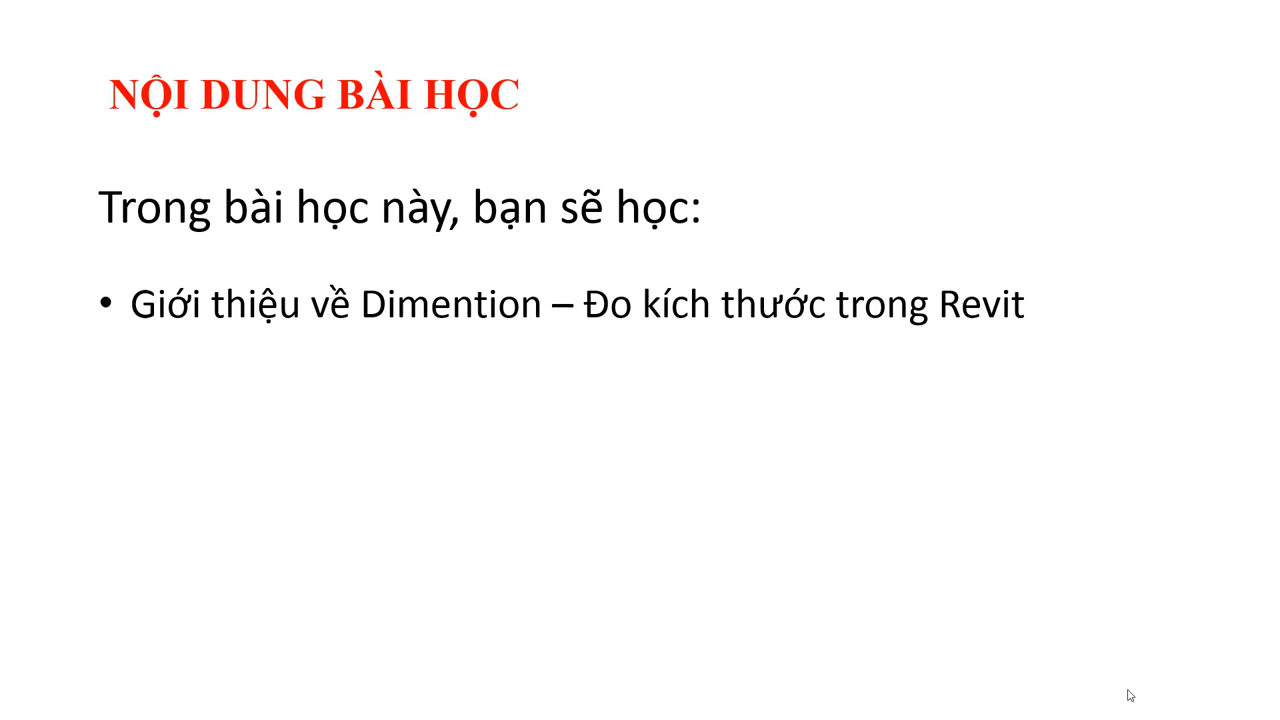 NỘI DUNG BÀI HỌC
Trong bài học này, bạn sẽ học:
• Giới thiệu về Dimention – Đo kích thước trong Revit